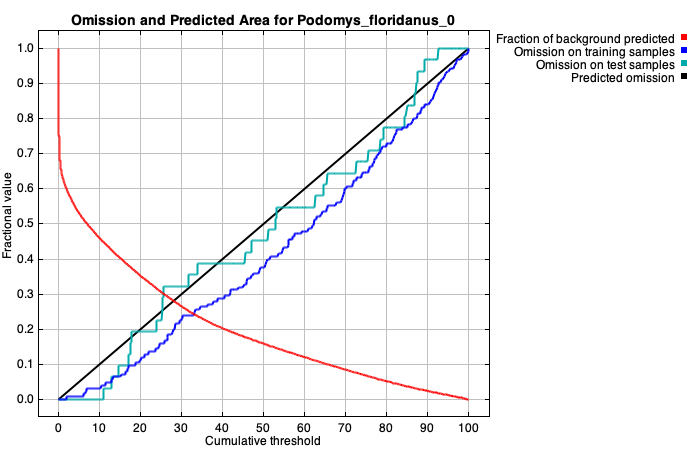 Omission and Predicted Area for Podomys_floridanus_0
Fraction of background predicted
Omission on training samples
Omission on test samples
Predicted omission
Fractional value
1.0
0.9
0.8
0.7
0.6
0.5
0.4
0.3
0.2
0.1
0.0
0 10 20 30 40 50 60 70 80 90 100
Cumulative threshold